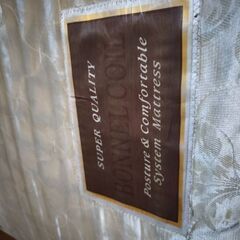 SUPER QUALITY
BONNELCOIL
Posture & Comfortable
System Mattress